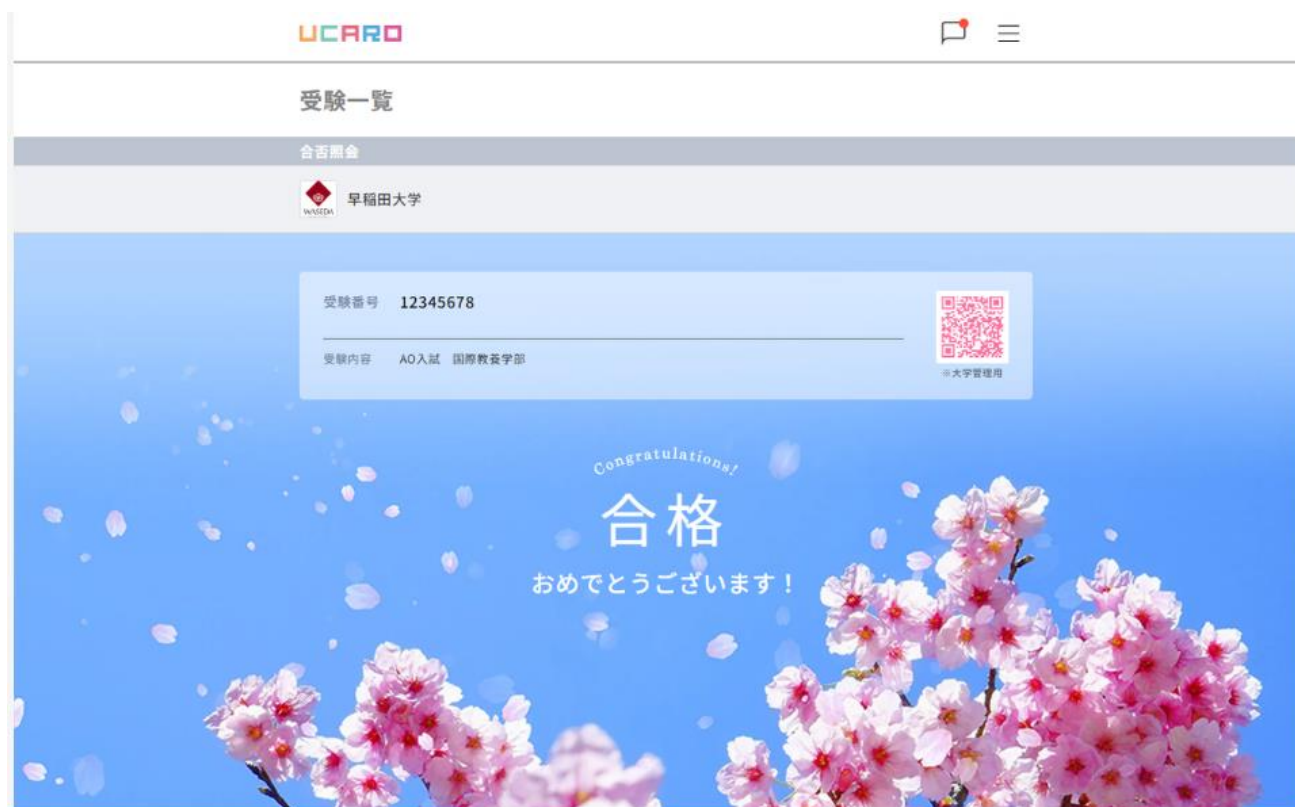 UCARO
受験一覧
合否照会
WASEDA 早稲田大学
受験番号 12345678
受験内容 AO入試 国際教養学部
※大学管理用
Congratulations!
合格
おめでとうございます！